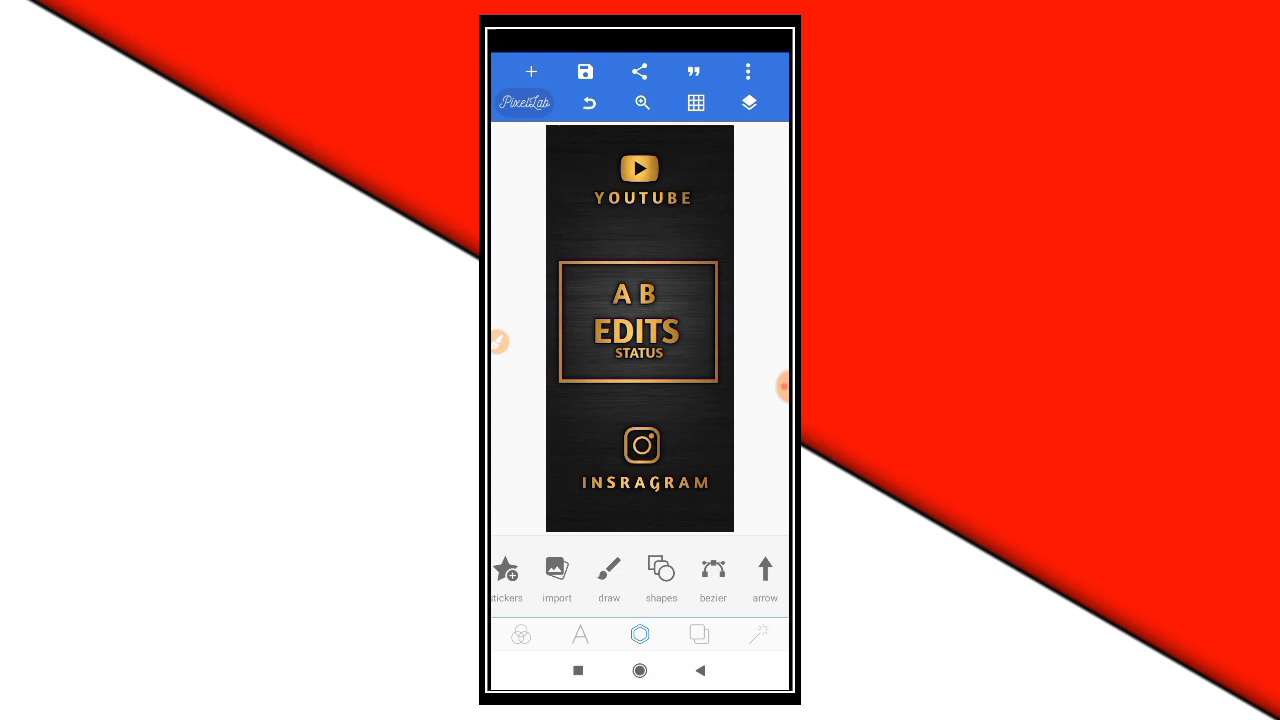 PixelLab
YOUTUBE
A B
EDITS
STATUS
INSRAGRAM
stickers import draw shapes bezier arrow